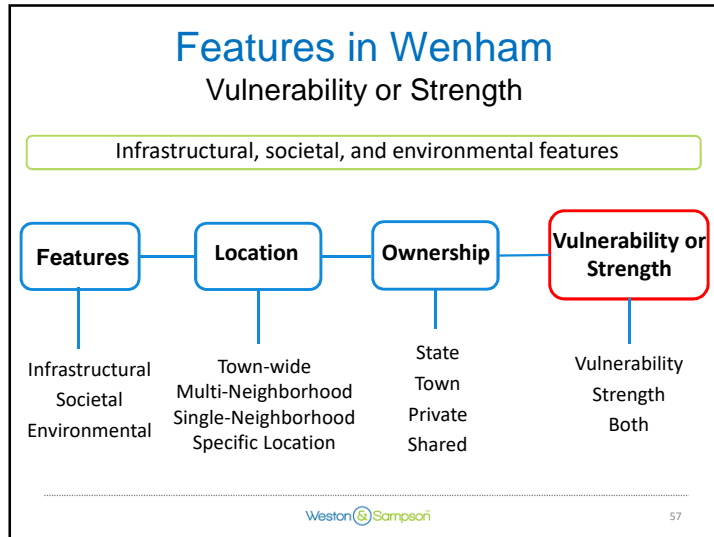 Features in Wenham
Vulnerability or Strength
Infrastructural, societal, and environmental features
Features
Location
Ownership
Vulnerability or
Strength
Infrastructural
Societal
Environmental
Town-wide
Multi-Neighborhood
Single-Neighborhood
Specific Location
State
Town
Private
Shared
Vulnerability
Strength
Both
Weston & Sampson
57